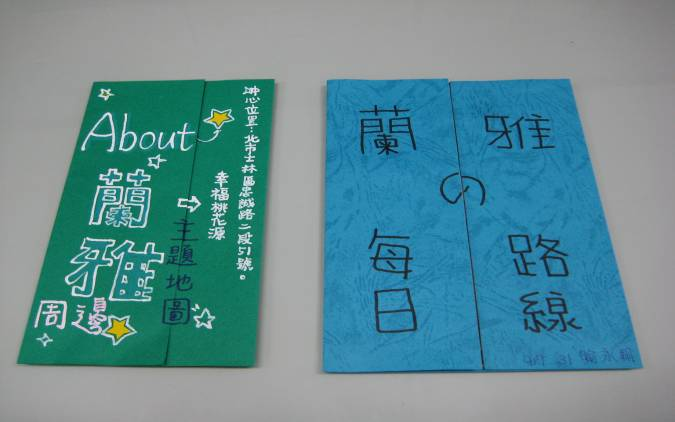 About
蘭雅
周邊
主題地圖
幸福桃花源
中心位置：北市士林區忠誠路二段51號。
蘭雅
の
每日路線